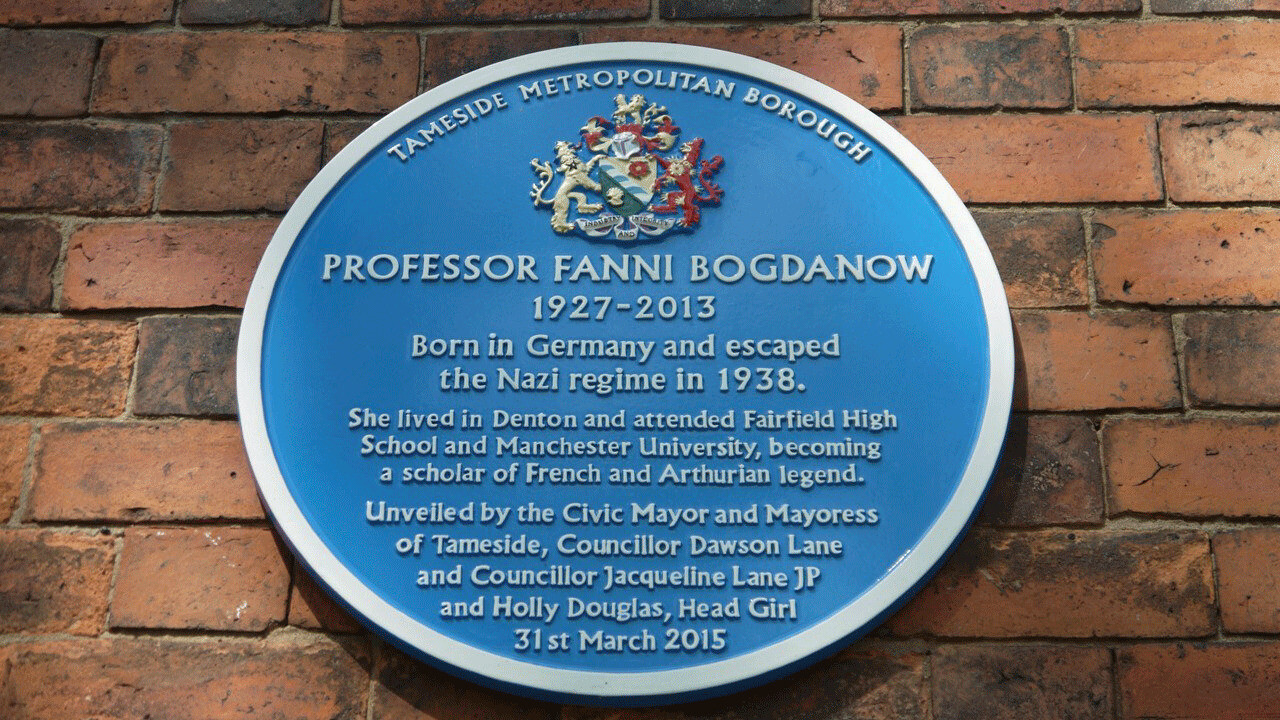 TAMESIDE METROPOLITAN BOROUGH
INDUSTRY AND INTEGRITY
PROFESSOR FANNI BOGDANOW
1927-2013
Born in Germany and escaped
the Nazi regime in 1938.
She lived in Denton and attended Fairfield High
School and Manchester University, becoming
a scholar of French and Arthurian legend.
Unveiled by the Civic Mayor and Mayoress
of Tameside, Councillor Dawson Lane
and Councillor Jacqueline Lane JP
and Holly Douglas, Head Girl
31st March 2015